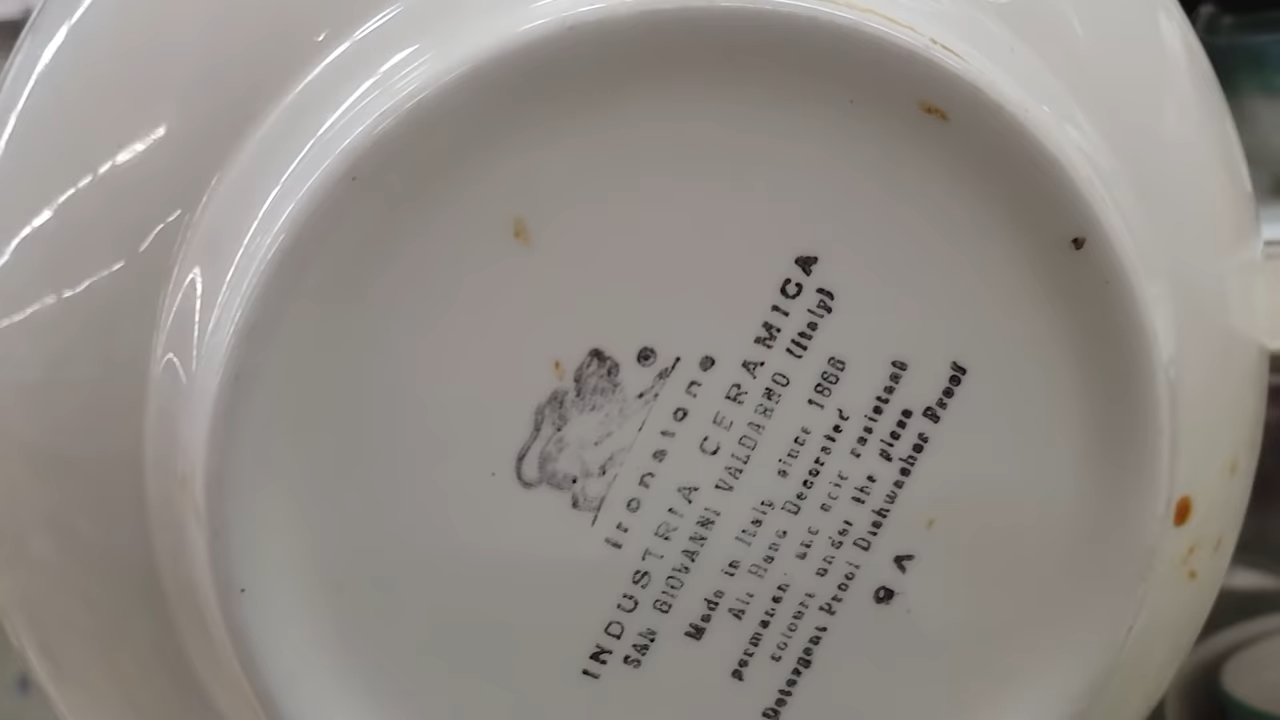 ®
Ironstone
INDUSTRIA CERAMICA
SAN GIOVANNI VALDARNO (Italy)
Made in Italy since 1866
All Hand Decorated
permanent and acid resistant
colours under the glaze
Detergent Proof Dishwasher Proof
9 A